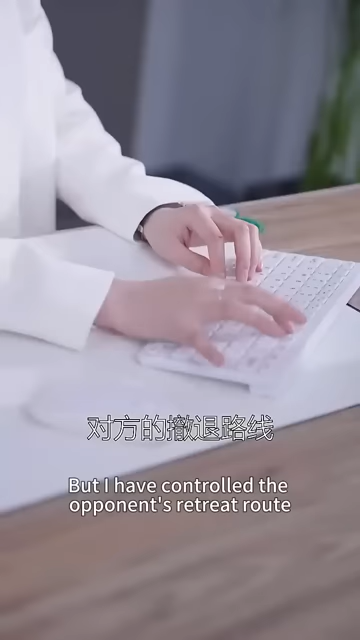 对方的撤退路线
But I have controlled the
opponent's retreat route